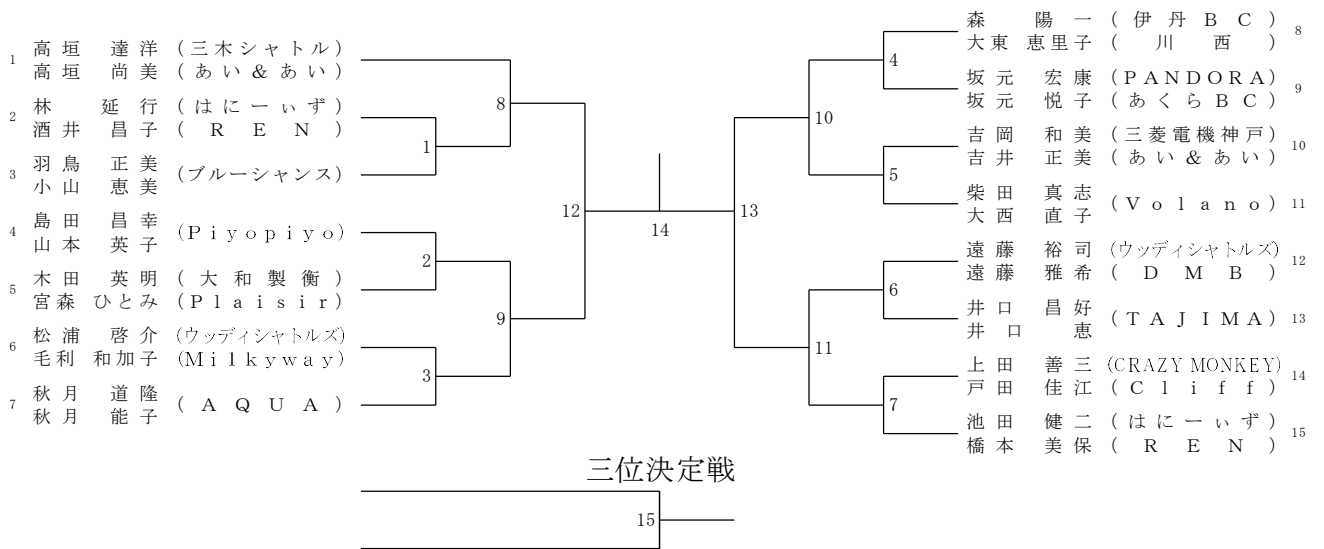 1 高垣 達洋 (三木シャトル)
高垣 尚美 (あい&あい)
2 林 延行 (はにーぃず)
酒井 昌子 (REN)
3 羽鳥 正美 (ブルーシャンス)
小山 恵美
4 島田 昌幸 (Piyopiyo)
山本 英子
5 木田 英明 (大和製衡)
宮森 ひとみ (Plaisir)
6 松浦 啓介 (ウッディシャトルズ)
毛利 和加子 (Milkyway)
7 秋月 道隆 (AQUA)
秋月 能子
8
1
12
2
9
3
14
13
10
4
5
11
6
7
森 陽一 (伊丹BC) 8
大東 恵里子 (川西)
坂元 宏康 (PANDORA) 9
坂元 悦子 (あくらBC)
吉岡 和美 (三菱電機神戸) 10
吉井 正美 (あい&あい)
柴田 真志 (Volano) 11
大西 直子
遠藤 裕司 (ウッディシャトルズ) 12
遠藤 雅希 (DMB)
井口 昌好 (TAJIMA) 13
井口 恵
上田 善三 (CRAZY MONKEY) 14
戸田 佳江 (Cliff)
池田 健二 (はにーぃず) 15
橋本 美保 (REN)
三位決定戦
15